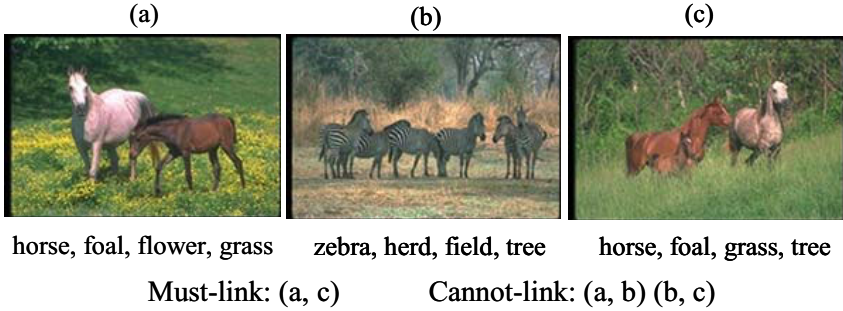 (a) (b) (c)
horse, foal, flower, grass
zebra, herd, field, tree
horse, foal, grass, tree
Must-link: (a, c) Cannot-link: (a, b) (b, c)